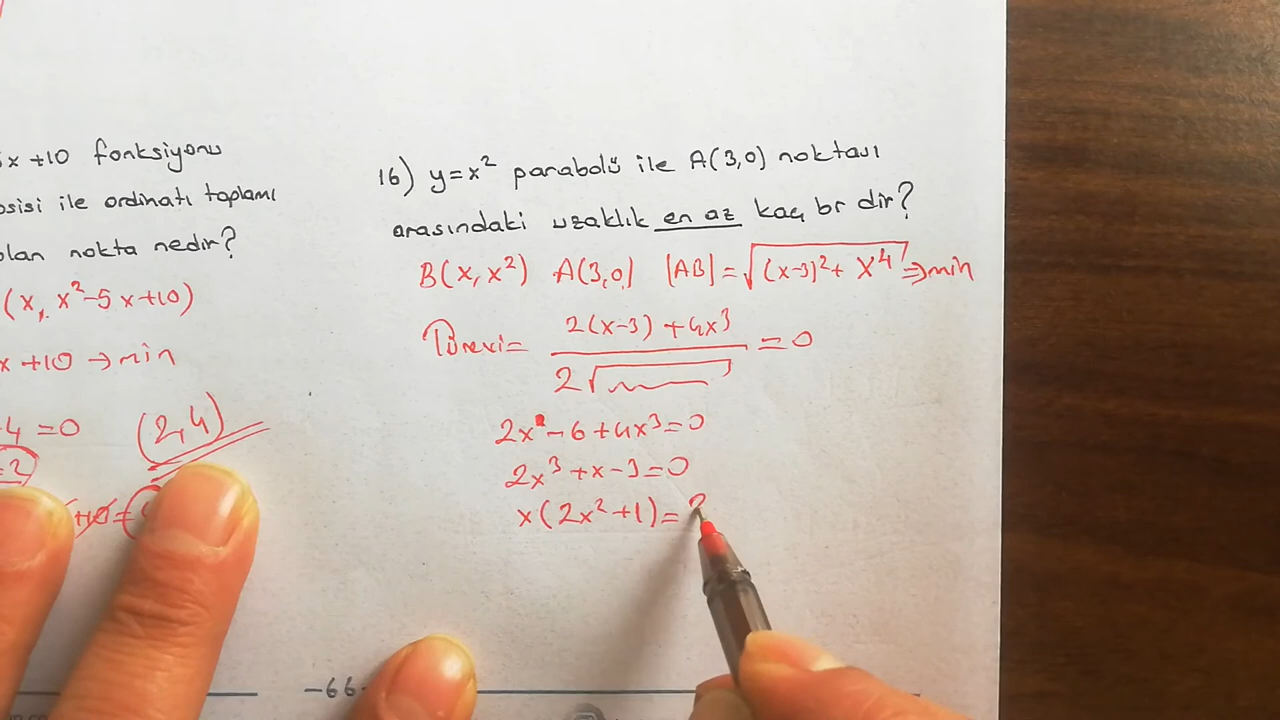 x +10 fonksiyonu
ile ordinatı toplamı
olan nokta nedir?
(x, x²-5x+10)
x +10 → min
-4 = 0
(2,4)
=2
16) y=x² parabolü ile A(3,0) noktası
arasındaki uzaklık en az kaç br dir?
B(x, x²) A(3,0) |AB| = √(x-3)² + x⁴ ⇒ min
Türevi = 2(x-3) + 4x³ / 2√ = 0
2x - 6 + 4x³ = 0
2x³ + x - 3 = 0
x(2x² + 1) =
-66-